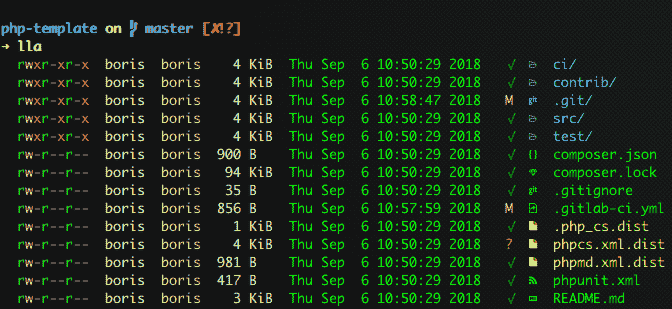 php-template on master [✘!?]
➜ lla
rwxr-xr-x boris boris 4 KiB Thu Sep 6 10:50:29 2018 ✓ ci/
rwxr-xr-x boris boris 4 KiB Thu Sep 6 10:50:29 2018 ✓ contrib/
rwxr-xr-x boris boris 4 KiB Thu Sep 6 10:58:47 2018 M git .git/
rwxr-xr-x boris boris 4 KiB Thu Sep 6 10:50:29 2018 ✓ src/
rwxr-xr-x boris boris 4 KiB Thu Sep 6 10:50:29 2018 ✓ test/
rw-r--r-- boris boris 900 B Thu Sep 6 10:50:29 2018 ✓ {} composer.json
rw-r--r-- boris boris 94 KiB Thu Sep 6 10:50:29 2018 ✓ composer.lock
rw-r--r-- boris boris 35 B Thu Sep 6 10:50:29 2018 ✓ git .gitignore
rw-r--r-- boris boris 856 B Thu Sep 6 10:57:59 2018 M .gitlab-ci.yml
rw-r--r-- boris boris 1 KiB Thu Sep 6 10:50:29 2018 ✓ .php_cs.dist
rw-r--r-- boris boris 4 KiB Thu Sep 6 10:50:29 2018 ? phpcs.xml.dist
rw-r--r-- boris boris 981 B Thu Sep 6 10:50:29 2018 ✓ phpmd.xml.dist
rw-r--r-- boris boris 417 B Thu Sep 6 10:50:29 2018 ✓ phpunit.xml
rw-r--r-- boris boris 3 KiB Thu Sep 6 10:50:29 2018 ✓ README.md